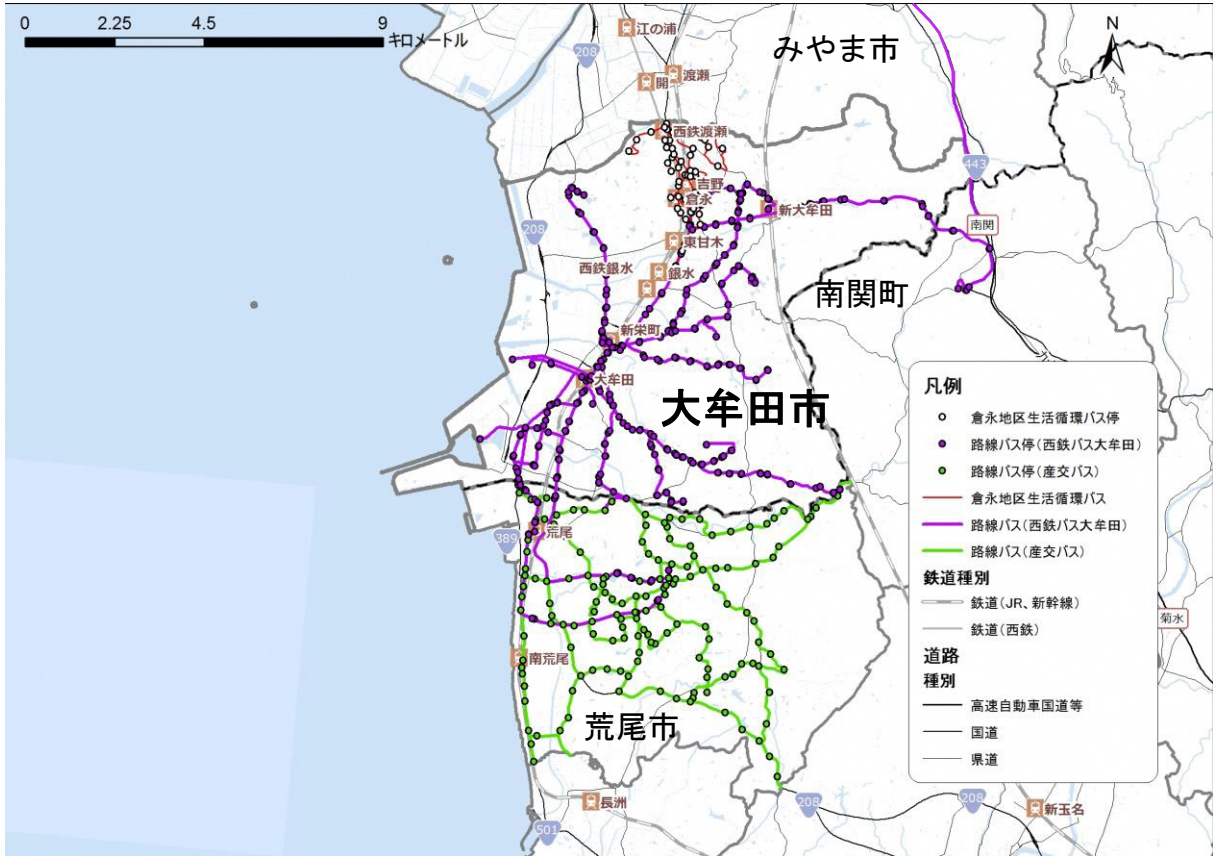 0 2.25 4.5 9
キロメートル
江の浦
208
みやま市
N
渡瀬
開
西鉄渡瀬
443
吉野
倉永
新大牟田
南関
208
東甘木
西鉄銀水
銀水
南関町
新栄町
大牟田
大牟田市
荒尾
389
南荒尾
荒尾市
長洲
501
208
208
新玉名
菊水
凡例
倉永地区生活循環バス停
路線バス停(西鉄バス大牟田)
路線バス停(産交バス)
倉永地区生活循環バス
路線バス(西鉄バス大牟田)
路線バス(産交バス)
鉄道種別
鉄道(JR、新幹線)
鉄道(西鉄)
道路
種別
高速自動車国道等
国道
県道